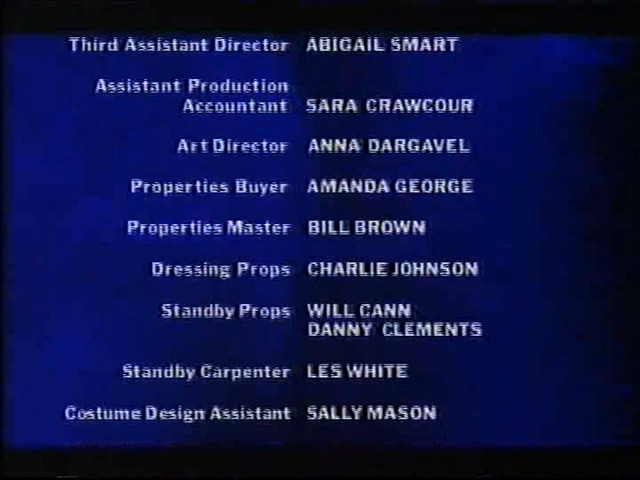 Third Assistant Director ABIGAIL SMART
Assistant Production
Accountant SARA CRAWCOUR
Art Director ANNA DARGAVEL
Properties Buyer AMANDA GEORGE
Properties Master BILL BROWN
Dressing Props CHARLIE JOHNSON
Standby Props WILL CANN
DANNY CLEMENTS
Standby Carpenter LES WHITE
Costume Design Assistant SALLY MASON